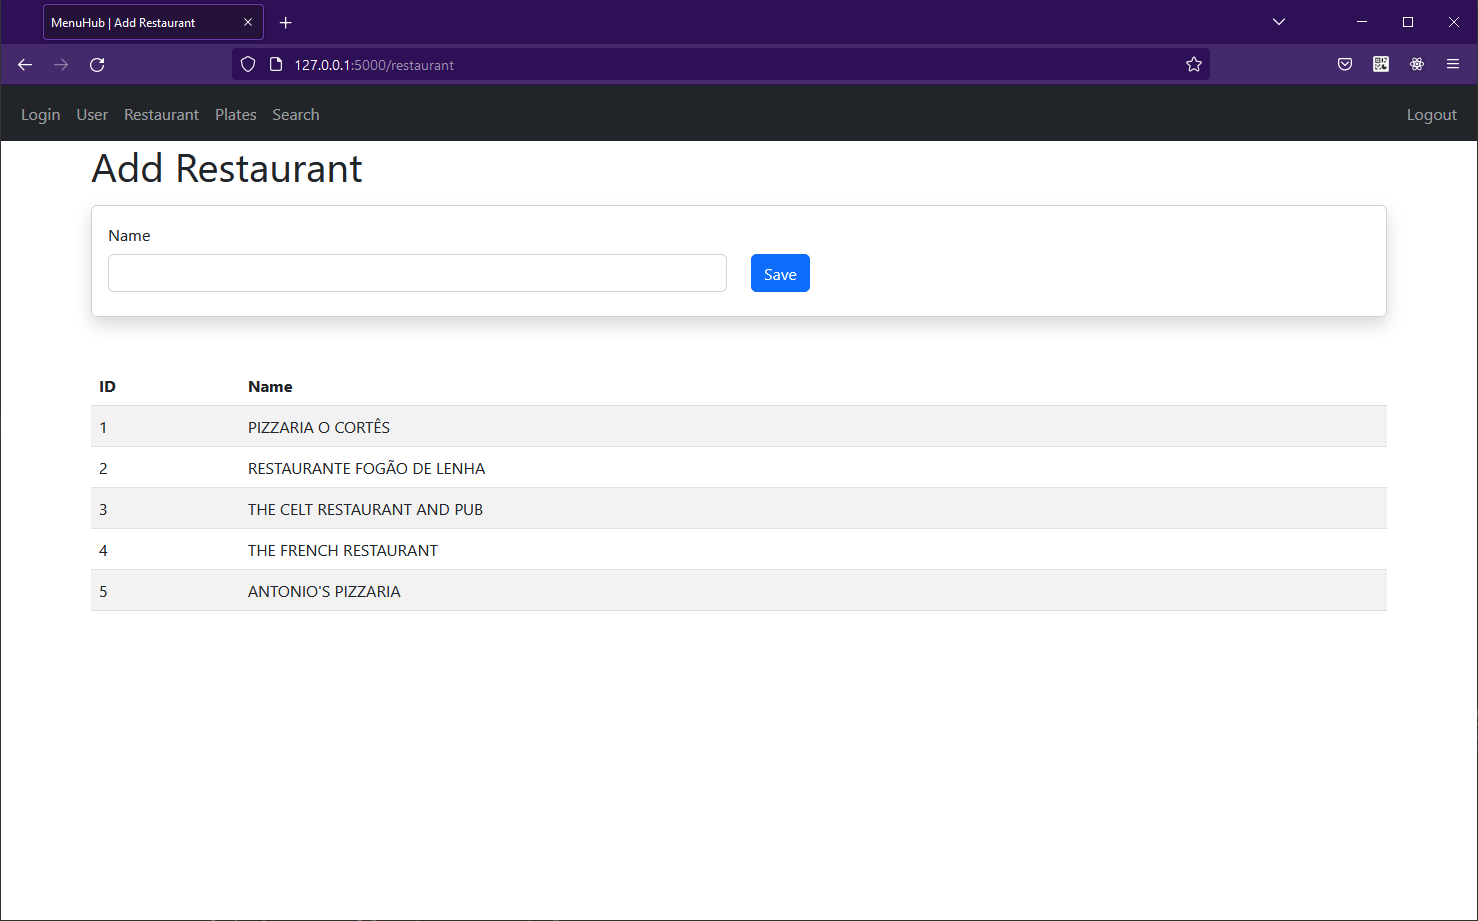 MenuHub | Add Restaurant
127.0.0.1:5000/restaurant
Login User Restaurant Plates Search Logout
Add Restaurant
Name
Save
ID Name
1 PIZZARIA O CORTÊS
2 RESTAURANTE FOGÃO DE LENHA
3 THE CELT RESTAURANT AND PUB
4 THE FRENCH RESTAURANT
5 ANTONIO'S PIZZARIA